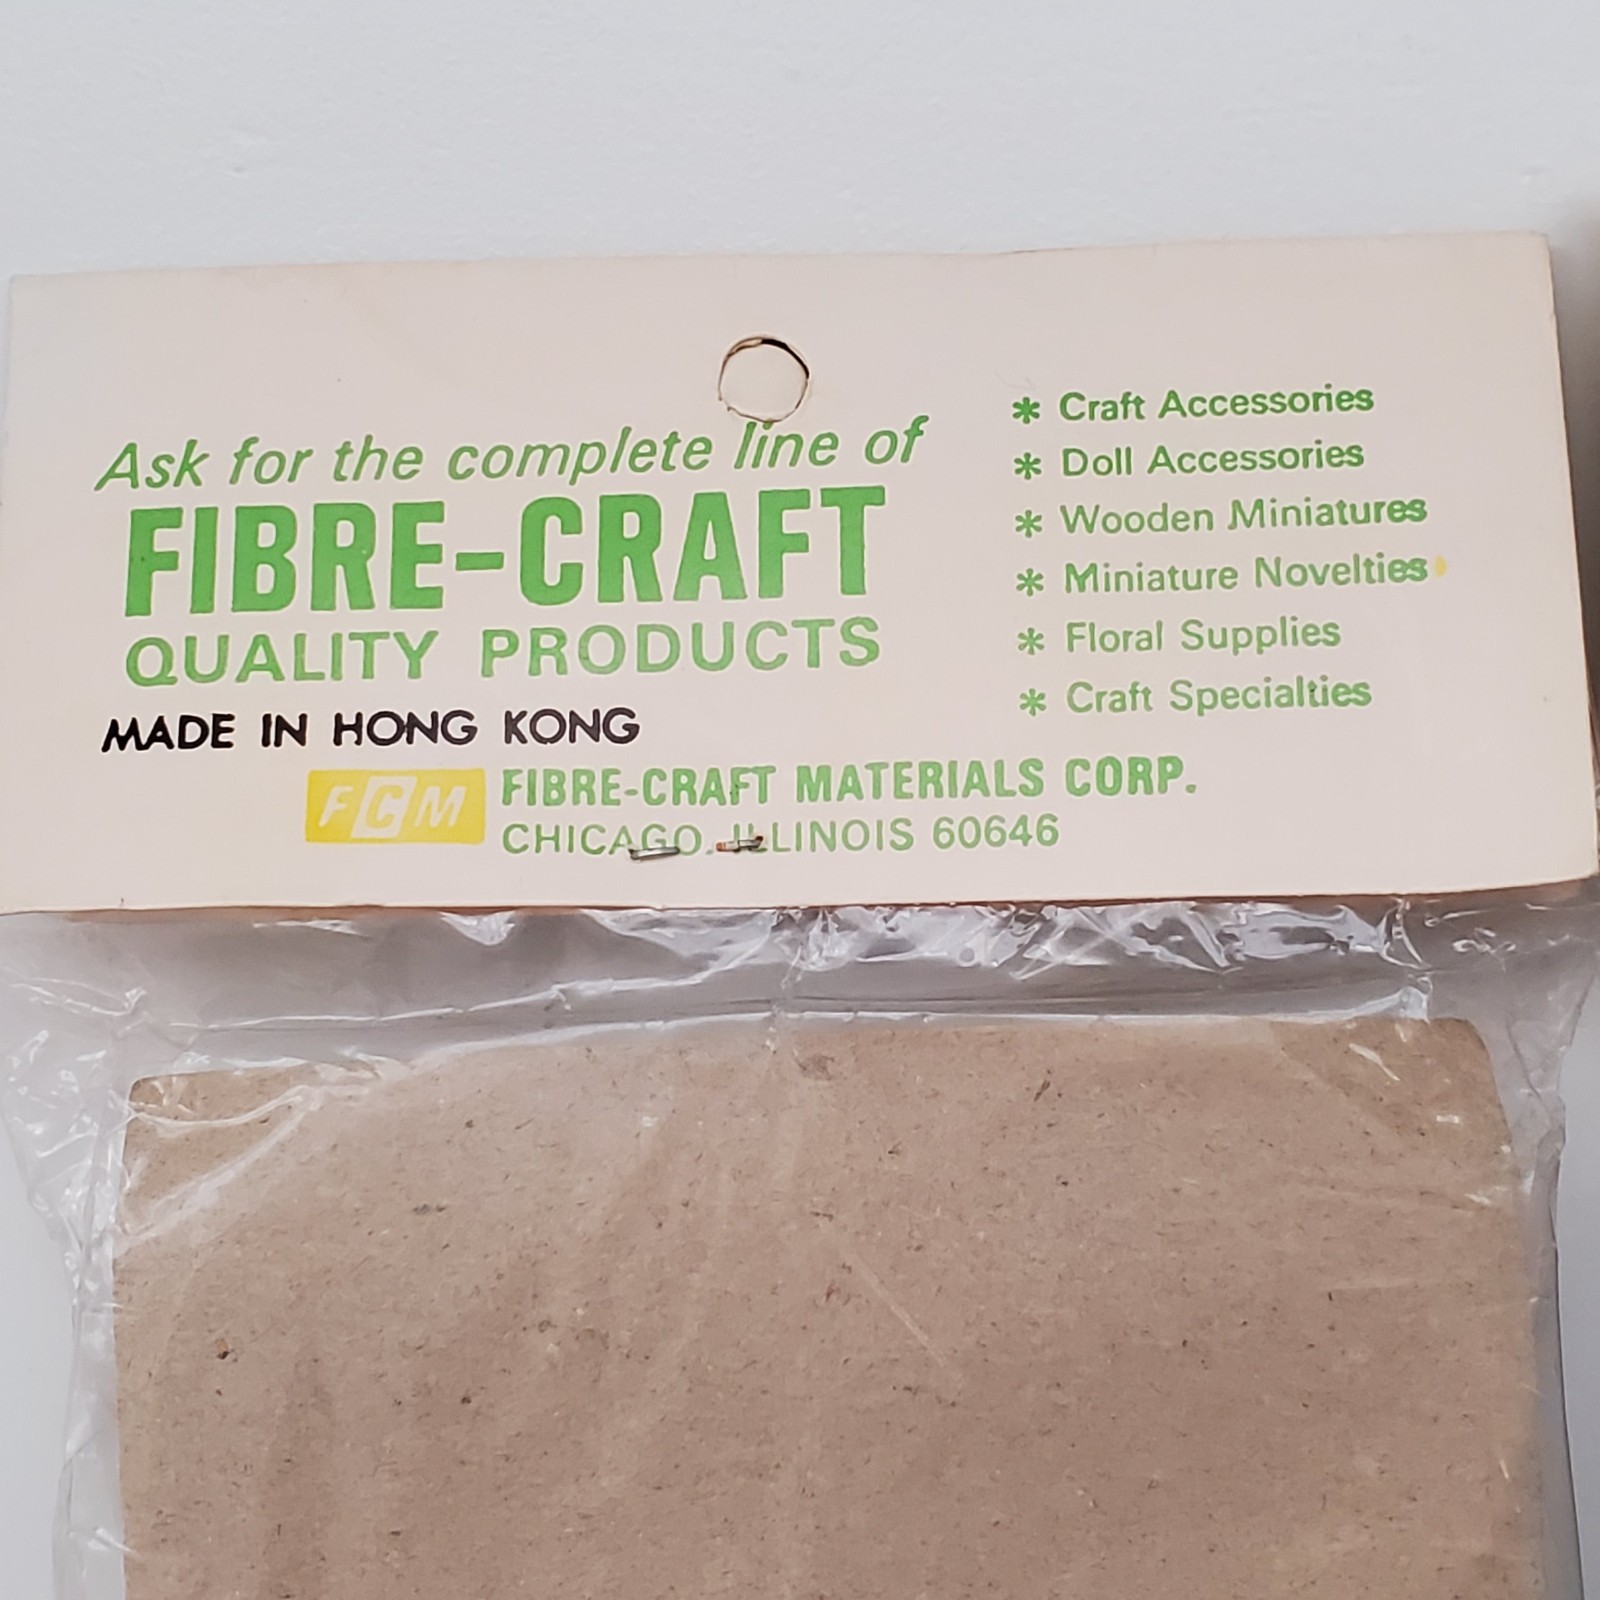 Ask for the complete line of
FIBRE-CRAFT
QUALITY PRODUCTS
MADE IN HONG KONG
FCM
FIBRE-CRAFT MATERIALS CORP.
CHICAGO, ILLINOIS 60646
* Craft Accessories
* Doll Accessories
* Wooden Miniatures
* Miniature Novelties
* Floral Supplies
* Craft Specialties